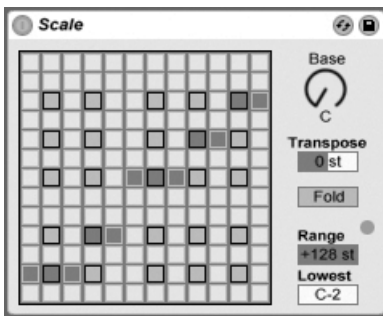 Scale
Base
C
Transpose
0 st
Fold
Range
+128 st
Lowest
C-2